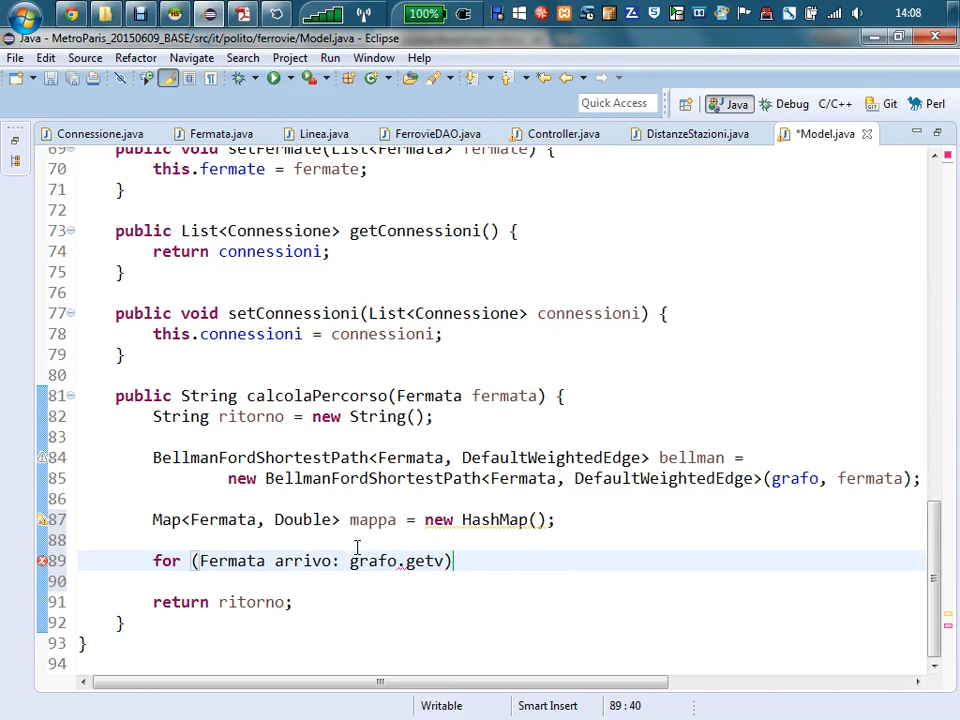 100%
14:08
Java - MetroParis_20150609_BASE/src/it/polito/ferrovie/Model.java - Eclipse
File Edit Source Refactor Navigate Search Project Run Window Help
Quick Access Java Debug C/C++ Git Perl
Connessione.java Fermata.java Linea.java FerrovieDAO.java Controller.java DistanzeStazioni.java *Model.java
69 public void setFermate(List<Fermata> fermate) {
70 this.fermate = fermate;
71 }
72
73 public List<Connessione> getConnessioni() {
74 return connessioni;
75 }
76
77 public void setConnessioni(List<Connessione> connessioni) {
78 this.connessioni = connessioni;
79 }
80
81 public String calcolaPercorso(Fermata fermata) {
82 String ritorno = new String();
83
84 BellmanFordShortestPath<Fermata, DefaultWeightedEdge> bellman =
85 new BellmanFordShortestPath<Fermata, DefaultWeightedEdge>(grafo, fermata);
86
87 Map<Fermata, Double> mappa = new HashMap();
88
89 for (Fermata arrivo: grafo.getv)
90
91 return ritorno;
92 }
93 }
94
Writable Smart Insert 89 : 40